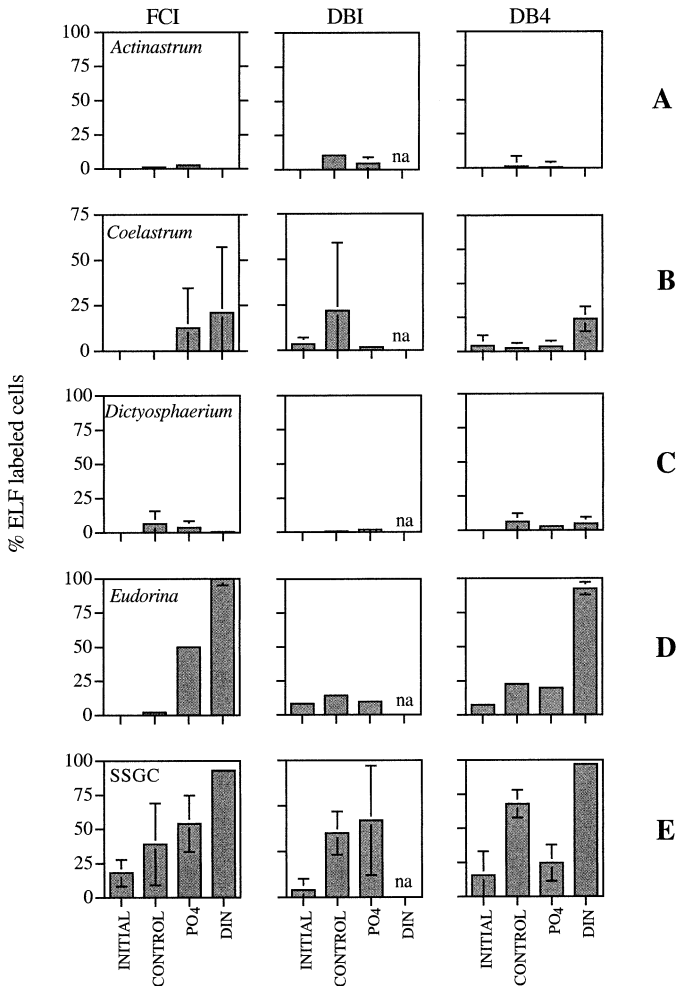 FCI DBI DB4
100 Actinastrum A
75
50
25 na
0
75 Coelastrum B
50
25 na
0
100 Dictyosphaerium C
75
50
25 na
0
100 Eudorina D
75
50
25 na
0
100 SSGC E
75
50
25 na
0
INITIAL CONTROL PO4 DIN INITIAL CONTROL PO4 DIN INITIAL CONTROL PO4 DIN
% ELF labeled cells